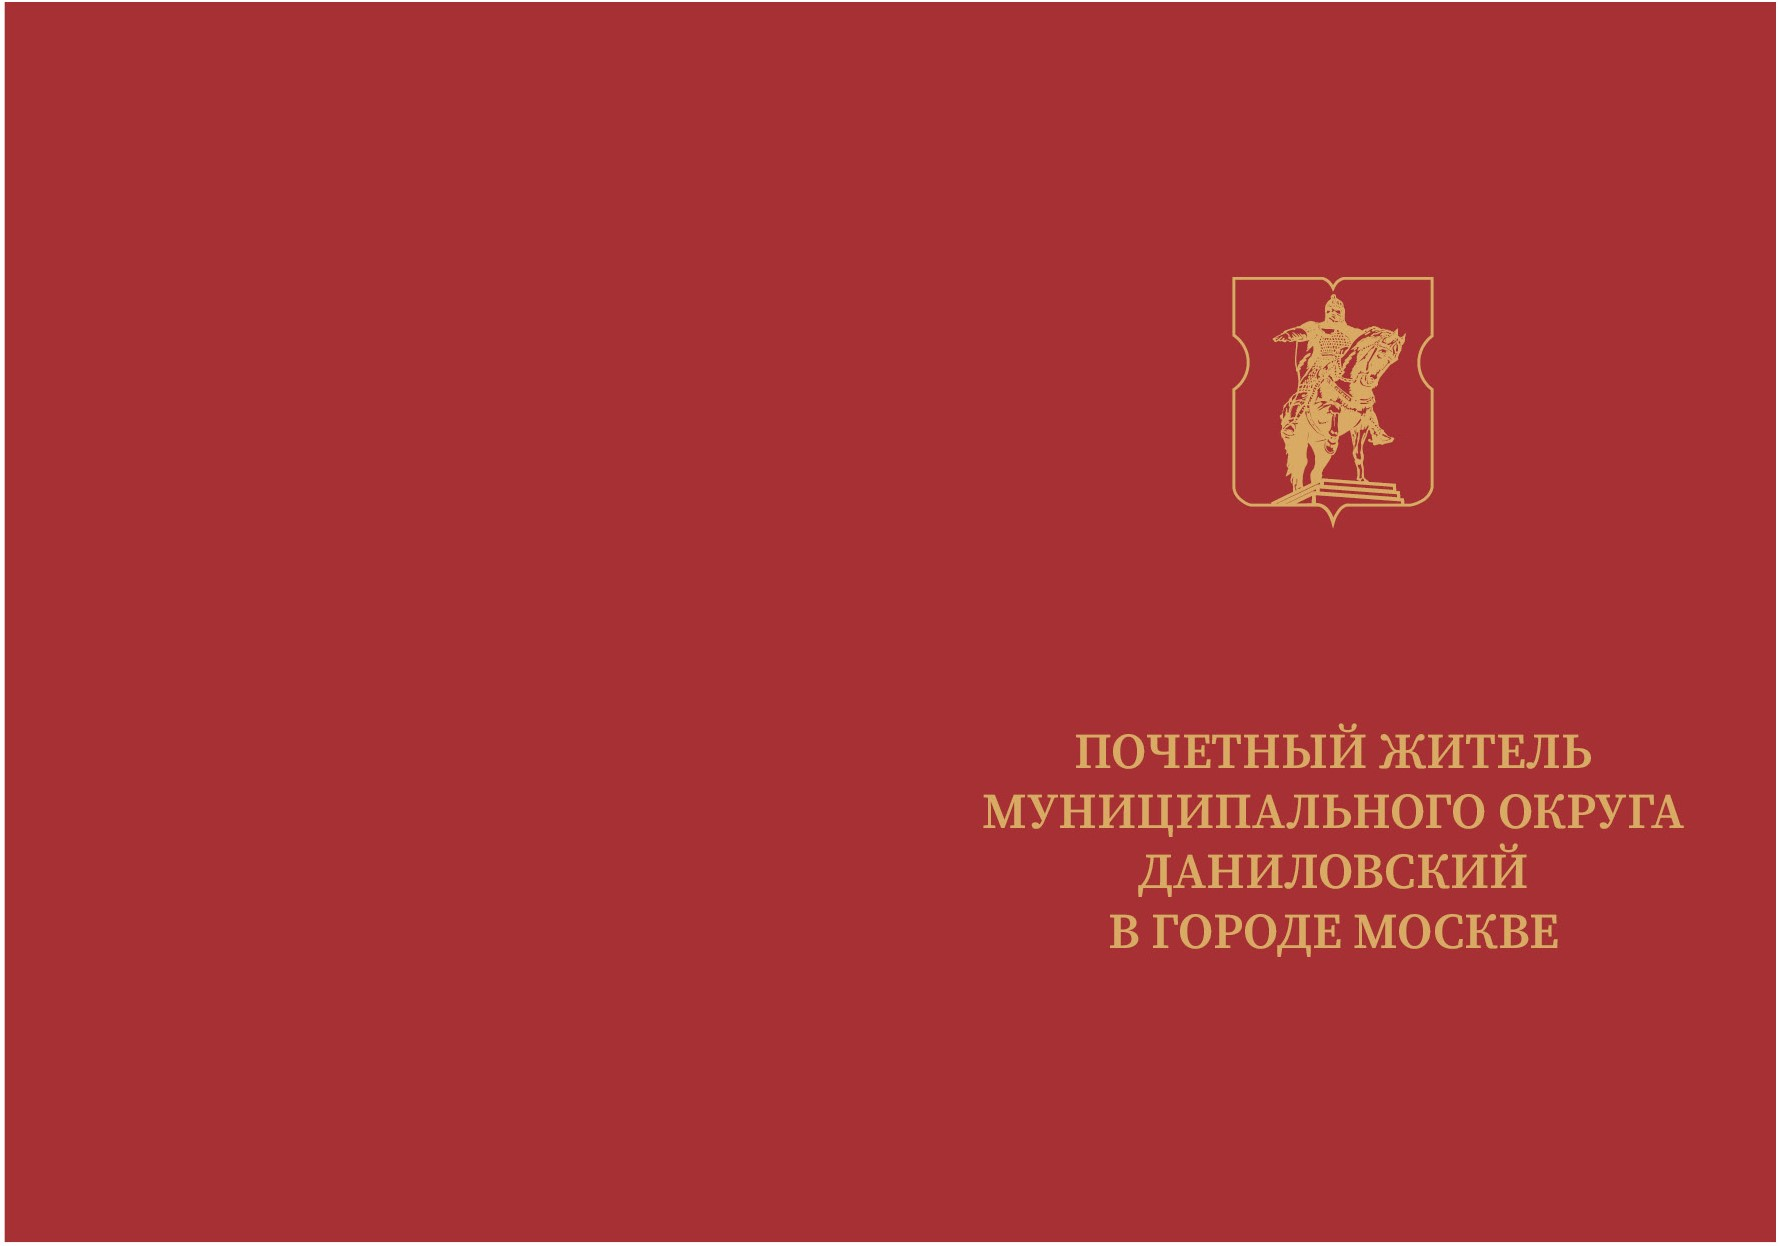 ПОЧЕТНЫЙ ЖИТЕЛЬ
МУНИЦИПАЛЬНОГО ОКРУГА
ДАНИЛОВСКИЙ
В ГОРОДЕ МОСКВЕ